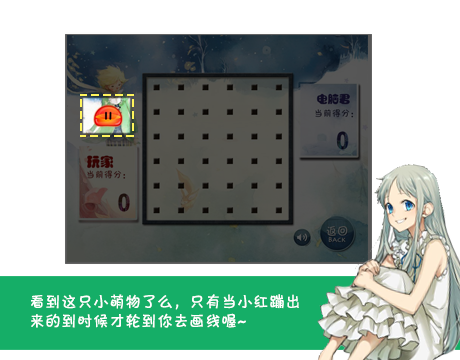 电脑君
当前得分：
0
玩家
当前得分：
0
GO
BACK
看到这只小萌物了么，只有当小红蹦出
来的到时候才轮到你去画线喔~